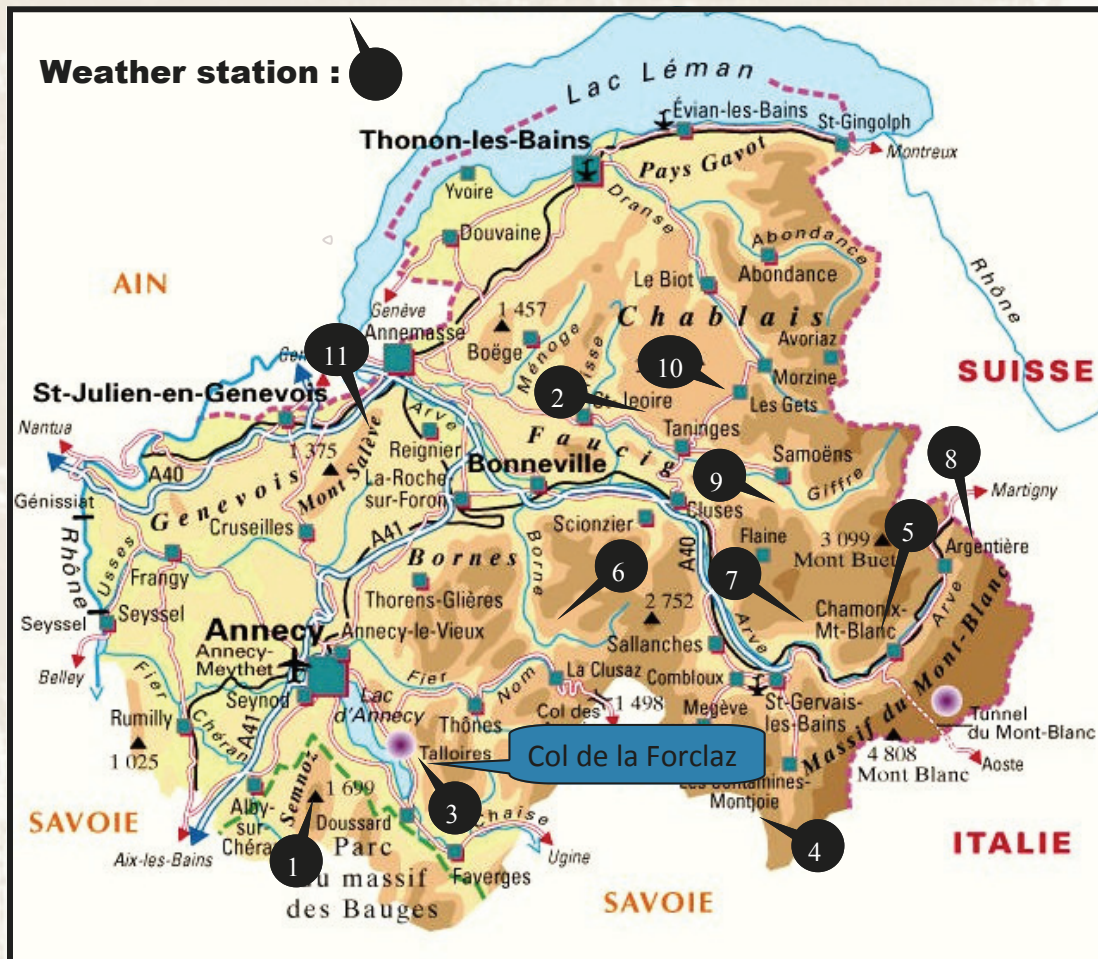 Weather station :
Lac Léman
Évian-les-Bains
St-Gingolph
Thonon-les-Bains
Montreux
Pays Gavot
Yvoire
Dranse
Douvaine
Abondance
Abondance
AIN
Rhône
Le Biot
Genève
1 457
Chablais
Annemasse
Boëge
Avoriaz
Ménoge
11
10
SUISSE
Morzine
St-Julien-en-Genevois
2
Les Gets
Arve
Faucig
Taninges
Nantua
Reignier
Samoëns
1 375
Mont Salève
Bonneville
8
A40
La-Roche
sur-Foron
9
Giffre
Martigny
Génissiat
Genevois
Cluses
Cruseilles
Scionzier
Flaine
5
A41
3 099
Mont Buet
Argentière
Bornes
Borne
A40
Rhône
Usses
Frangy
6
7
Thorens-Glières
2 752
Chamonix-
Mt-Blanc
Arve
Seyssel
Seyssel
Annecy
Annecy-le-Vieux
Sallanches
Arve
Annecy-
Meythet
La Clusaz
Combloux
Massif du Mont-Blanc
Belley
Fier
Fier
Nom
Seynod
Lac
d'Annecy
1 498
Megève
St-Gervais-
les-Bains
Rumilly
Chéran
A41
Thônes
Col des
Tunnel
du Mont-Blanc
Talloires
Col de la Forclaz
4 808
Mont Blanc
Aoste
1 025
Montjoie
Semnoz
1 699
3
Alby-
sur-
Doussard
Chaise
SAVOIE
4
ITALIE
Aix-les-Bains
1
Parc
massif
des Bauges
Ugine
Faverges
SAVOIE